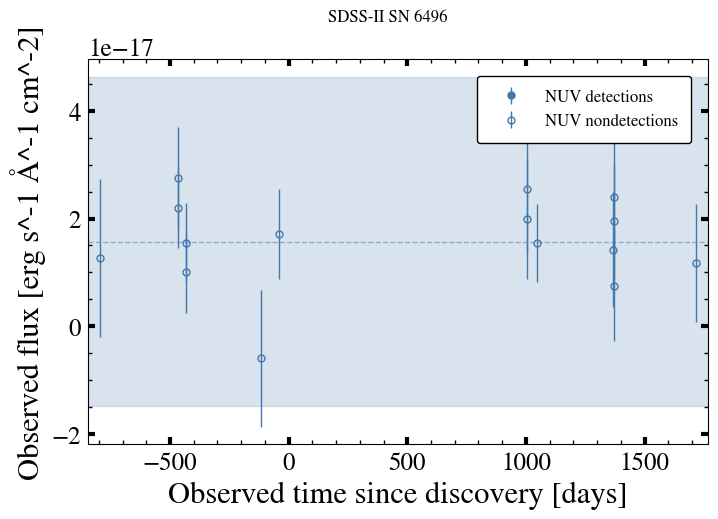 SDSS-II SN 6496
1e−17
Observed flux [erg s^-1 Å^-1 cm^-2]
4
2
0
−2
NUV detections
NUV nondetections
−500
0
500
1000
1500
Observed time since discovery [days]